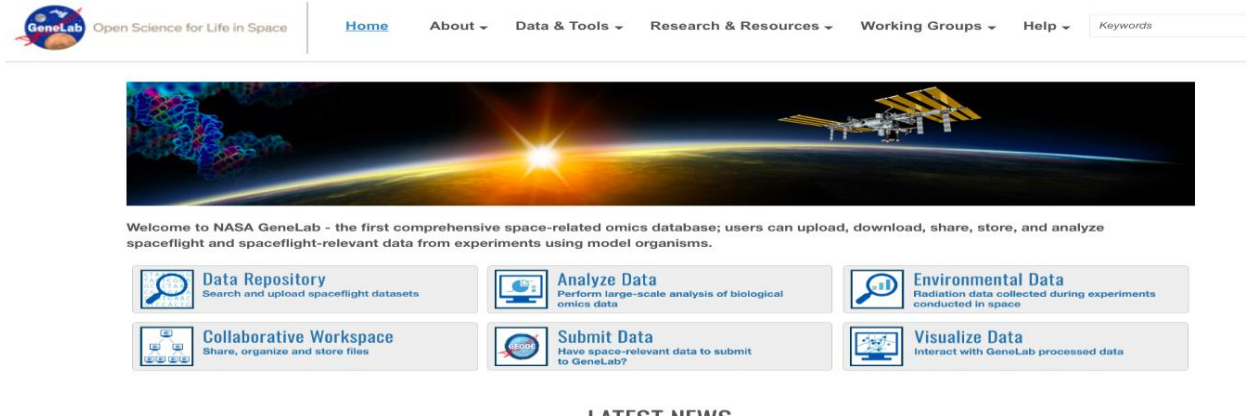 GeneLab
Open Science for Life in Space
Home About Data & Tools Research & Resources Working Groups Help Keywords
Welcome to NASA GeneLab - the first comprehensive space-related omics database; users can upload, download, share, store, and analyze
spaceflight and spaceflight-relevant data from experiments using model organisms.
Data Repository
Search and upload spaceflight datasets
Analyze Data
Perform large-scale analysis of biological
omics data
Environmental Data
Radiation data collected during experiments
conducted in space
Collaborative Workspace
Share, organize and store files
GEODE
Submit Data
Have space-relevant data to submit
to GeneLab?
Visualize Data
Interact with GeneLab processed data
LATEST NEWS